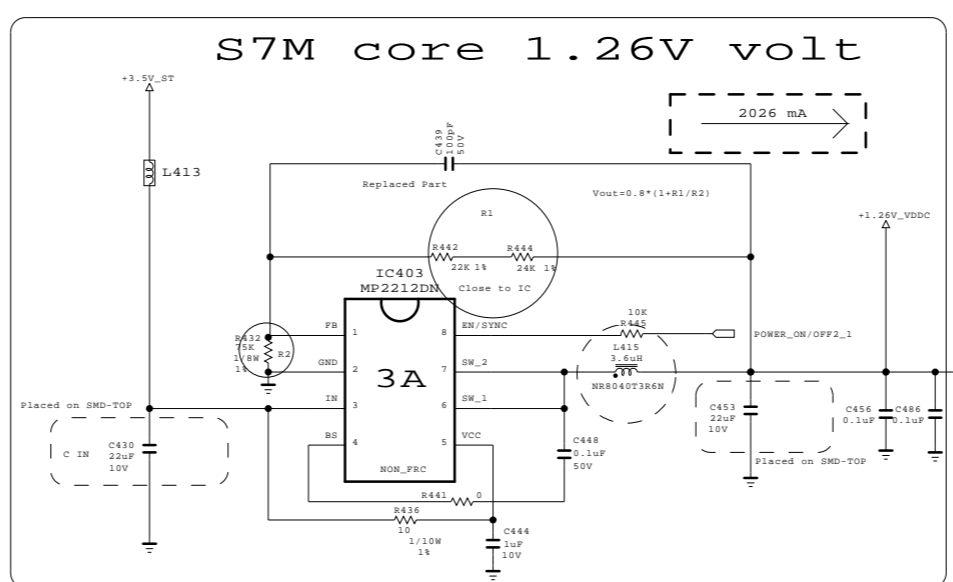 S7M core 1.26V volt
+3.5V_ST
2026 mA
C439
100pF
50V
L413
Replaced Part
Vout=0.8*(1+R1/R2)
R1
+1.26V_VDDC
R442
R444
22K 1%
24K 1%
IC403
MP2212DN
Close to IC
10K
R445
FB
1
8
EN/SYNC
POWER_ON/OFF2_1
R432
75K
1/8W
1%
R2
L415
3.6uH
GND
2
3A
7
SW_2
NR8040T3R6N
Placed on SMD-TOP
IN
3
6
SW_1
C453
22uF
10V
C456
0.1uF
C486
0.1uF
C IN
C430
22uF
10V
BS
4
5
VCC
C448
0.1uF
50V
Placed on SMD-TOP
NON_FRC
R441
0
R436
10
1/10W
1%
C444
1uF
10V